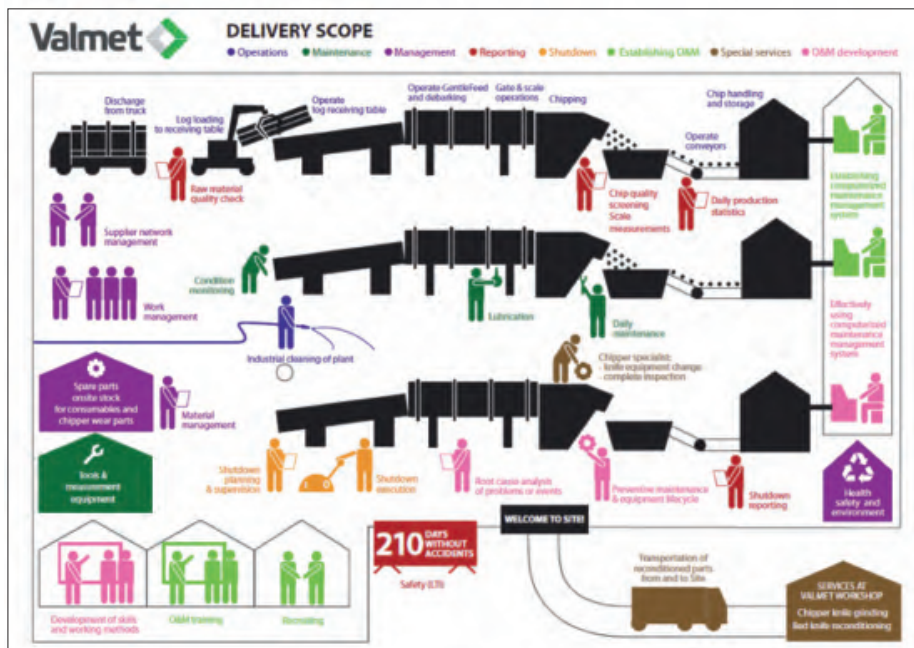 Valmet
DELIVERY SCOPE
Operations
Maintenance
Management
Reporting
Shutdown
Establishing O&M
Special services
O&M development
Discharge
from truck
Log loading
to receiving table
Operate
log receiving table
Operate GentleFeed
and debarking
Gate & scale
operations
Chipping
Operate
conveyors
Chip handling
and storage
Raw material
quality check
Chip quality
screening
Scale
measurements
Daily production
statistics
Establishing
computerized
maintenance
management
system
Supplier network
management
Work
management
Condition
monitoring
Lubrication
Daily
maintenance
Effectively
using
computerized
maintenance
management
system
Industrial cleaning of plant
Chipper specialist:
- knife equipment change
- complete inspection
Spare parts
onsite stock
for consumables and
chipper wear parts
Material
management
Tools &
measurement
equipment
Shutdown
planning
& supervision
Shutdown
execution
Root cause analysis
of problems or events
Preventive maintenance
& equipment lifecycle
Shutdown
reporting
Health
safety and
environment
210 DAYS
WITHOUT
ACCIDENTS
Safety (LTI)
WELCOME TO SITE!
Transportation of
reconditioned parts
from and to Site
SERVICES AT
VALMET WORKSHOP
Chipper knife grinding
Bed knife reconditioning
Development of skills
and working methods
O&M training
Recruiting